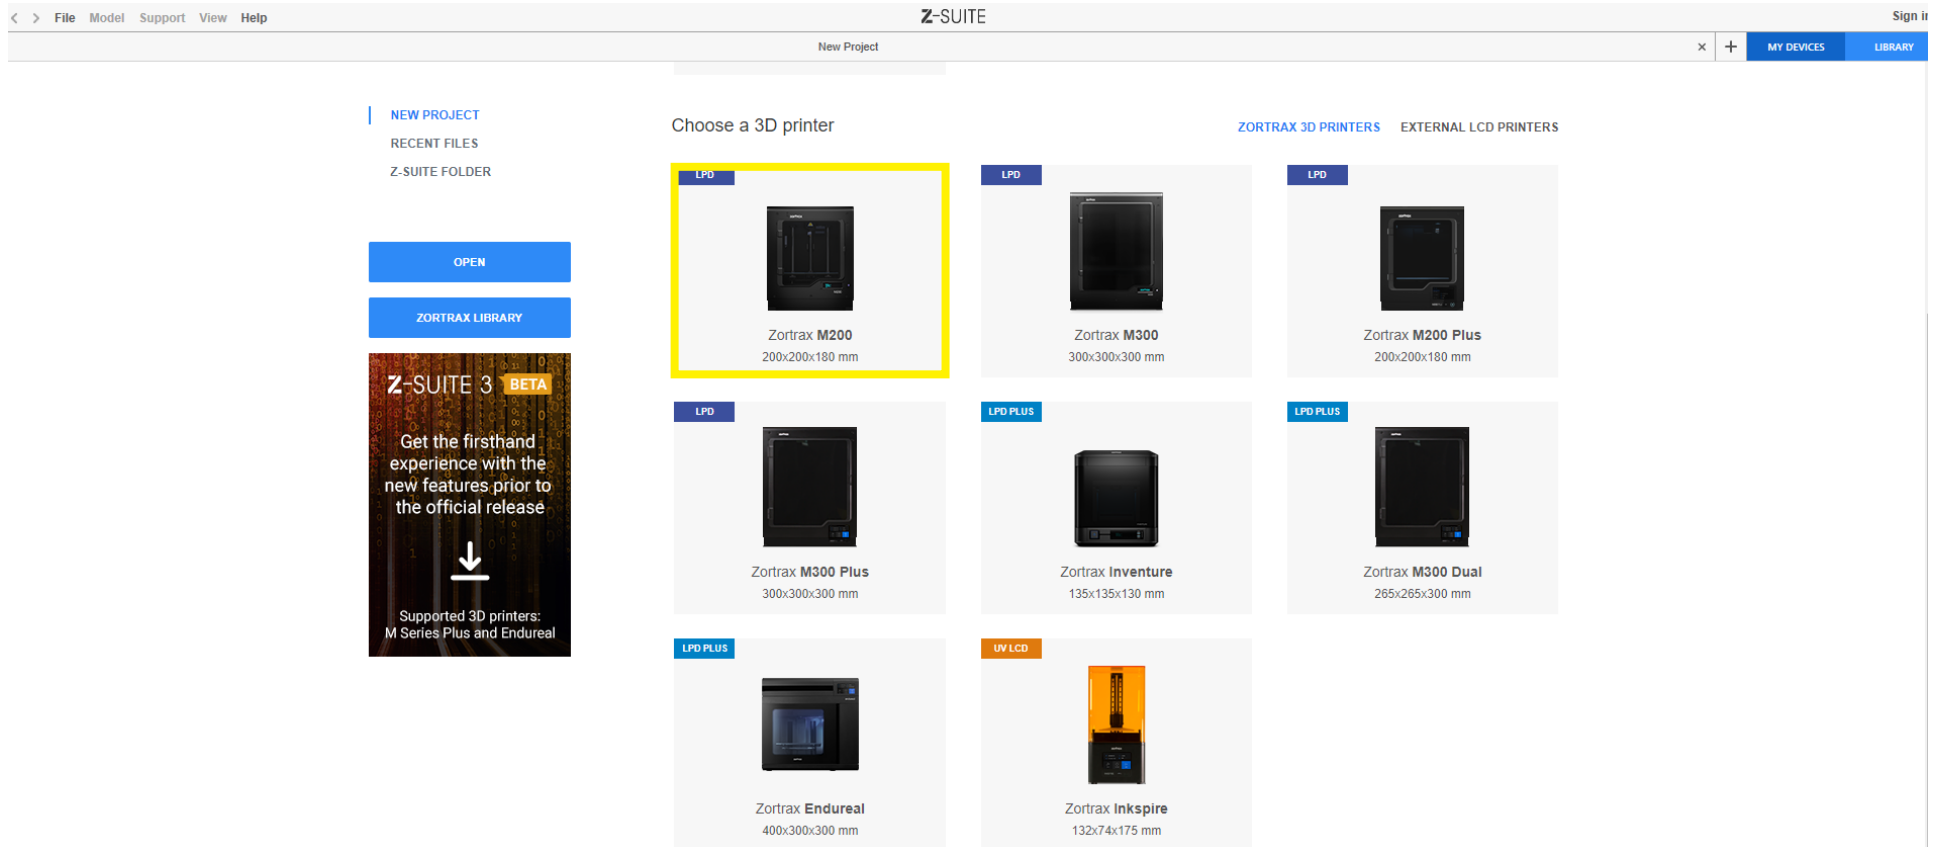 File Model Support View Help
Z-SUITE
Sign in
New Project
MY DEVICES
LIBRARY
NEW PROJECT
RECENT FILES
Z-SUITE FOLDER
OPEN
ZORTRAX LIBRARY
Z-SUITE 3 BETA
Get the firsthand
experience with the
new features prior to
the official release
Supported 3D printers:
M Series Plus and Endureal
Choose a 3D printer
ZORTRAX 3D PRINTERS
EXTERNAL LCD PRINTERS
LPD
Zortrax M200
200x200x180 mm
LPD
Zortrax M300
300x300x300 mm
LPD
Zortrax M200 Plus
200x200x180 mm
LPD
Zortrax M300 Plus
300x300x300 mm
LPD PLUS
Zortrax Inventure
135x135x130 mm
LPD PLUS
Zortrax M300 Dual
265x265x300 mm
LPD PLUS
Zortrax Endureal
400x300x300 mm
UV LCD
Zortrax Inkspire
132x74x175 mm